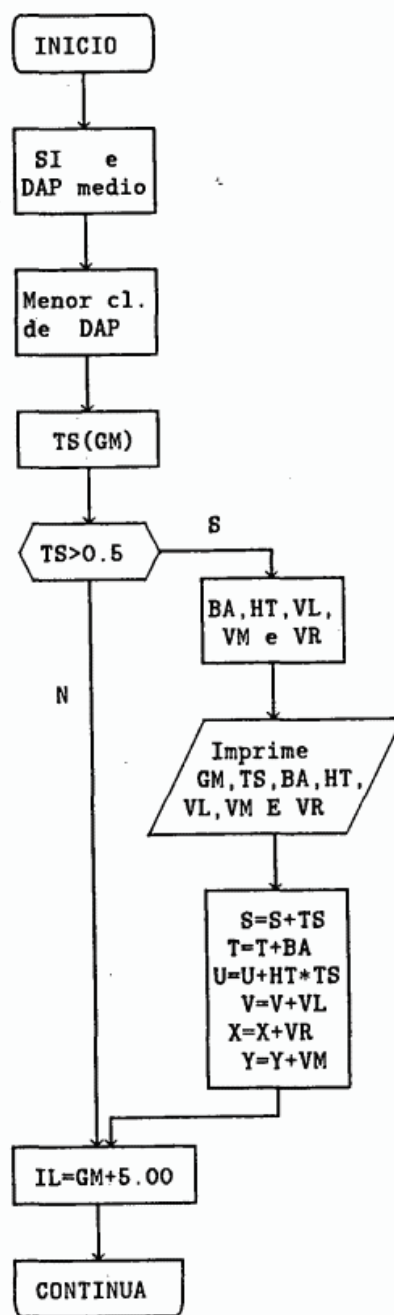 INICIO
SI e
DAP medio
Menor cl.
de DAP
TS(GM)
TS>0.5
S
BA,HT,VL,
VM e VR
N
Imprime
GM,TS,BA,HT,
VL,VM E VR
S=S+TS
T=T+BA
U=U+HT*TS
V=V+VL
X=X+VR
Y=Y+VM
IL=GM+5.00
CONTINUA